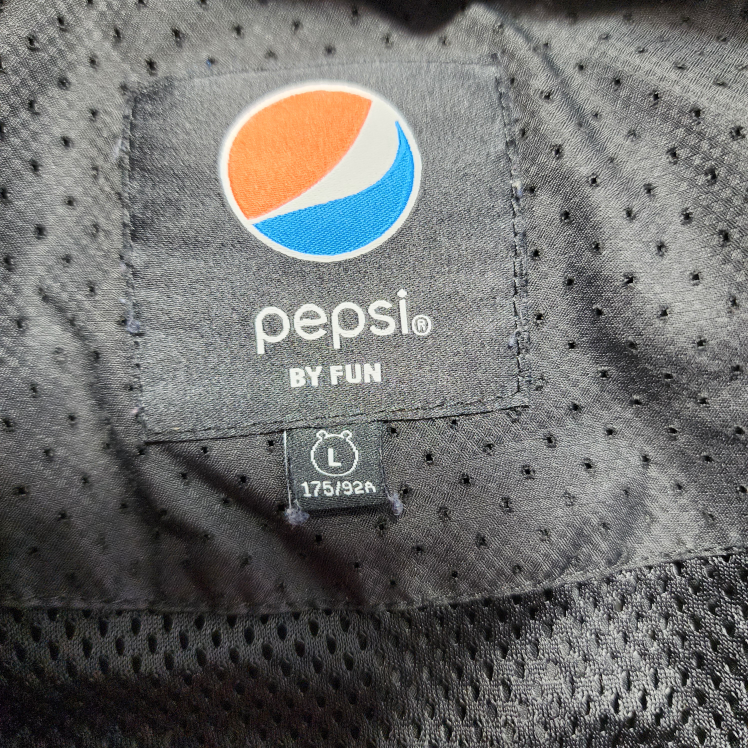 pepsi®
BY FUN
L
175/92A